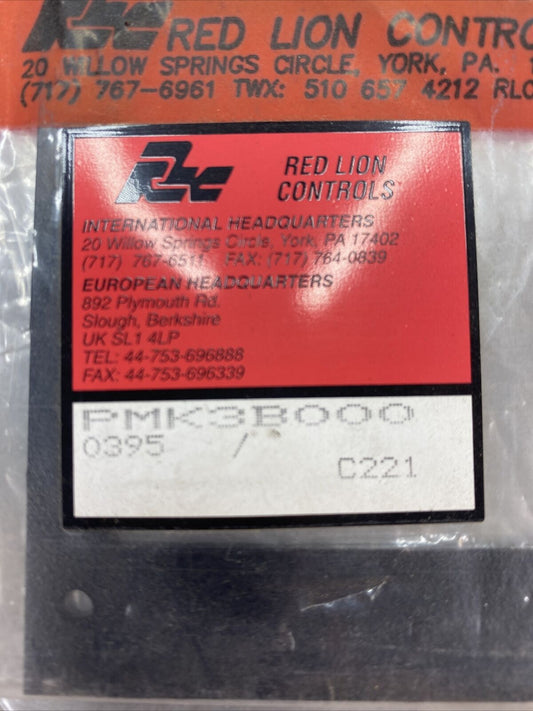 RLC RED LION CONTRO
20 WILLOW SPRINGS CIRCLE, YORK, PA. 1
(717) 767-6961 TWX: 510 657 4212 RLC
RLC RED LION
CONTROLS
INTERNATIONAL HEADQUARTERS
20 Willow Springs Circle, York, PA 17402
(717) 767-6511 FAX: (717) 764-0839
EUROPEAN HEADQUARTERS
892 Plymouth Rd.
Slough, Berkshire
UK SL1 4LP
TEL: 44-753-696888
FAX: 44-753-696339
PMK3B000
0395 /
C221